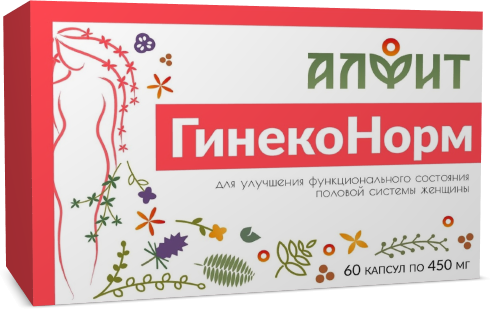 АЛФИТ
ГинекоНорм
для улучшения функционального состояния
половой системы женщины
60 КАПСУЛ ПО 450 МГ